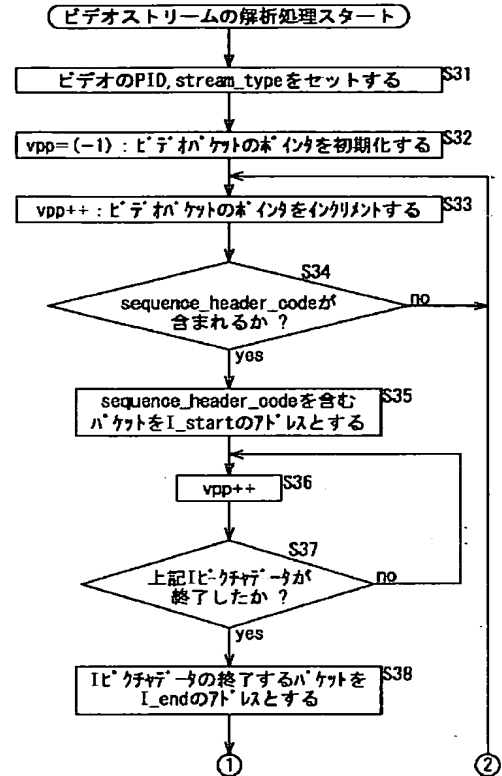 ビデオストリームの解析処理スタート
ビデオのPID,stream_typeをセットする S31
vpp=(-1):ビデオパケットのポインタを初期化する S32
vpp++:ビデオパケットのポインタをインクリメントする S33
S34
sequence_header_codeが
含まれるか?
no
yes
sequence_header_codeを含む
パケットをI_startのアドレスとする
S35
vpp++
S36
S37
上記Iピクチャデータが
終了したか?
no
yes
Iピクチャデータの終了するパケットを
I_endのアドレスとする
S38
①
②